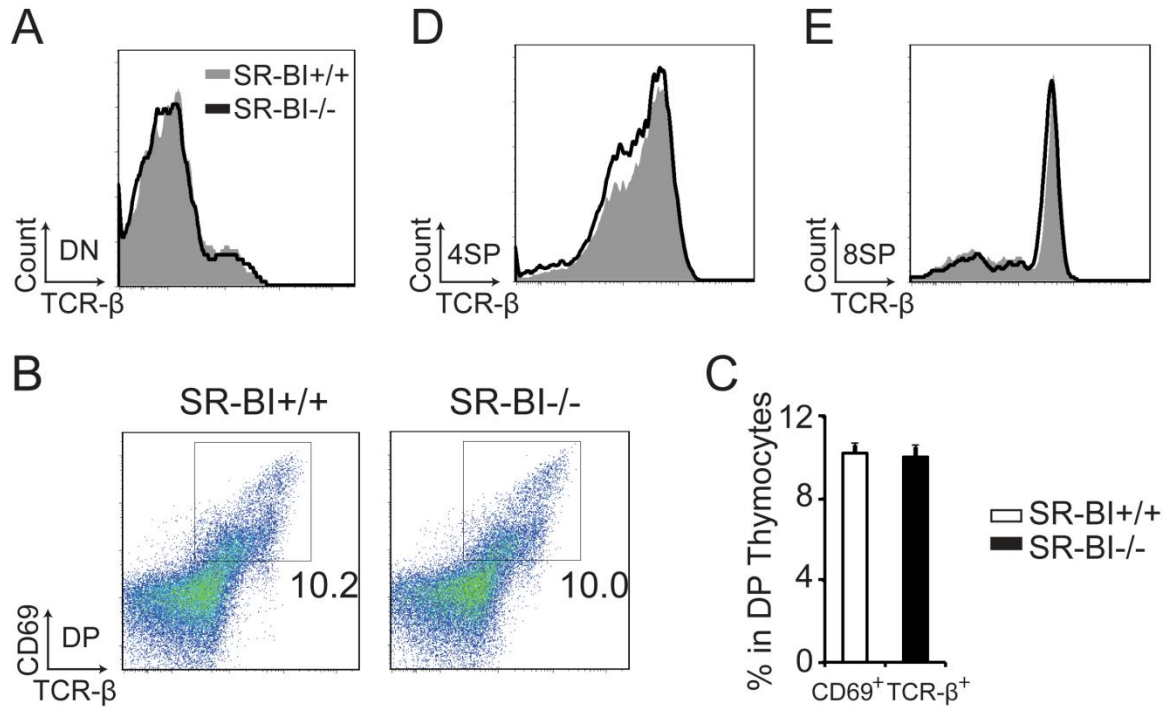 A
SR-BI+/+
SR-BI-/-
Count
DN
TCR-β
D
Count
4SP
TCR-β
E
Count
8SP
TCR-β
B
SR-BI+/+
SR-BI-/-
10.2
10.0
CD69
DP
TCR-β
C
% in DP Thymocytes
12
8
4
0
CD69⁺ TCR-β⁺
SR-BI+/+
SR-BI-/-